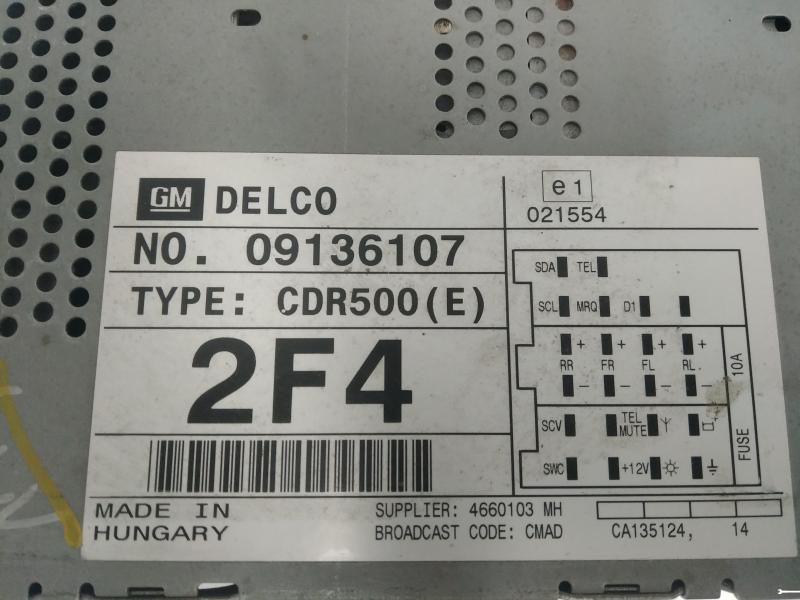 GM DELCO
e1
021554
NO. 09136107
TYPE: CDR500(E)
2F4
SDA TEL
SCL MRQ D1
+ + + +
RR FR FL RL
- - - -
10A
FUSE
SCV TEL MUTE
SWC +12V
MADE IN HUNGARY
SUPPLIER: 4660103 MH
BROADCAST CODE: CMAD
CA135124, 14